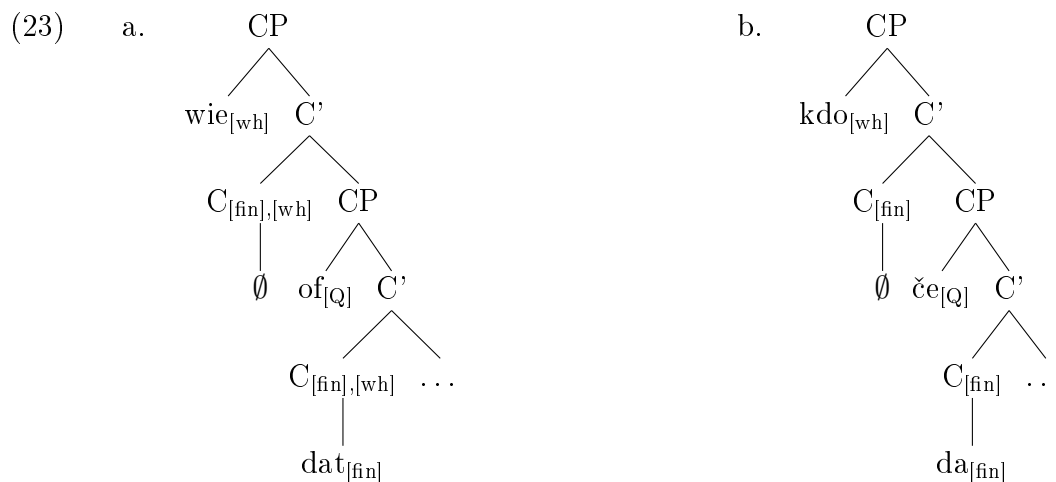 (23) a. CP b. CP
wie[wh] C' kdo[wh] C'
C[fin],[wh] CP C[fin] CP
∅ of[Q] C' ∅ če[Q] C'
C[fin],[wh] ... C[fin] ..
dat[fin] da[fin]